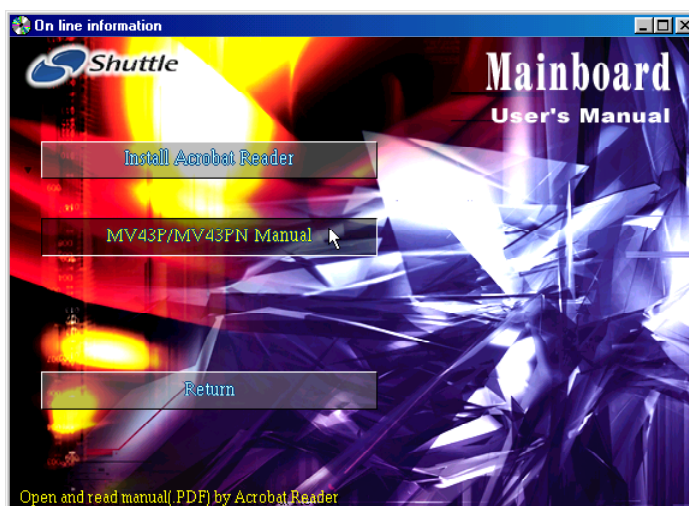 On line information
Shuttle
Mainboard
User's Manual
Install Acrobat Reader
MV43P/MV43PN Manual
Return
Open and read manual(.PDF) by Acrobat Reader